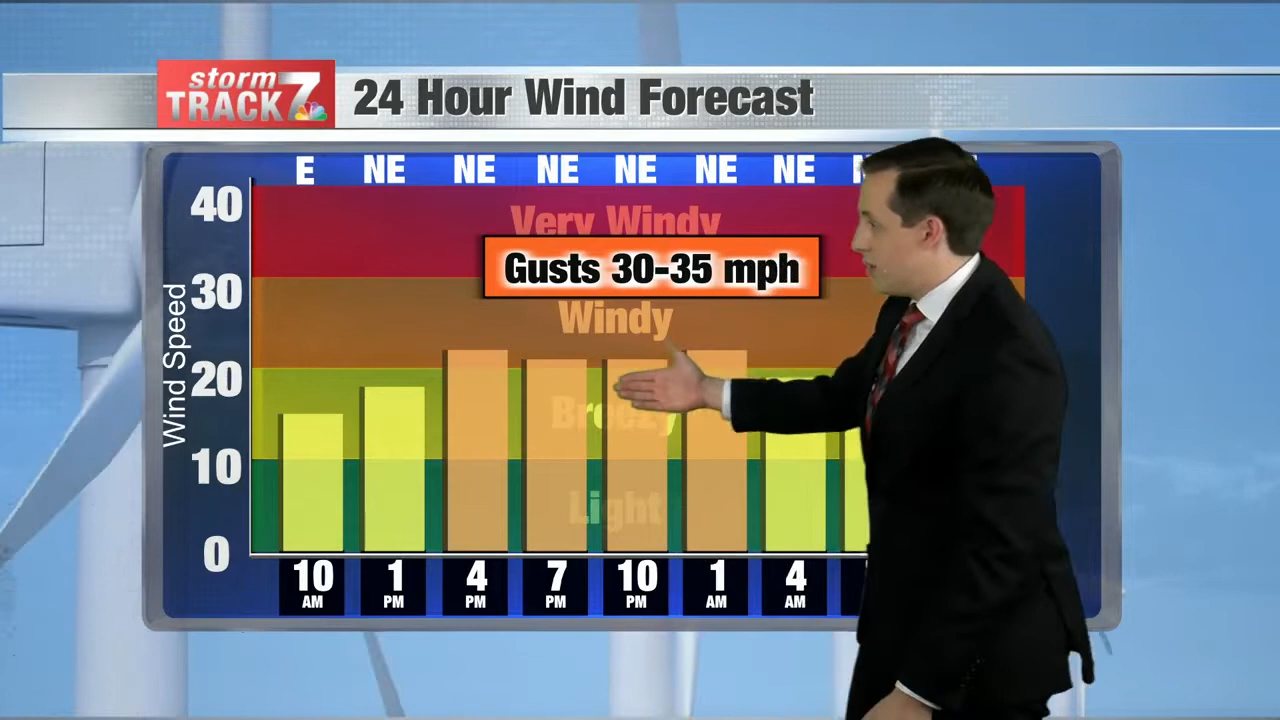 storm
TRACK 7
24 Hour Wind Forecast
E NE NE NE NE NE NE
40
30
20
10
0
Wind Speed
Very Windy
Gusts 30-35 mph
Windy
Breezy
Light
10 1 4 7 10 1 4
AM PM PM PM PM AM AM